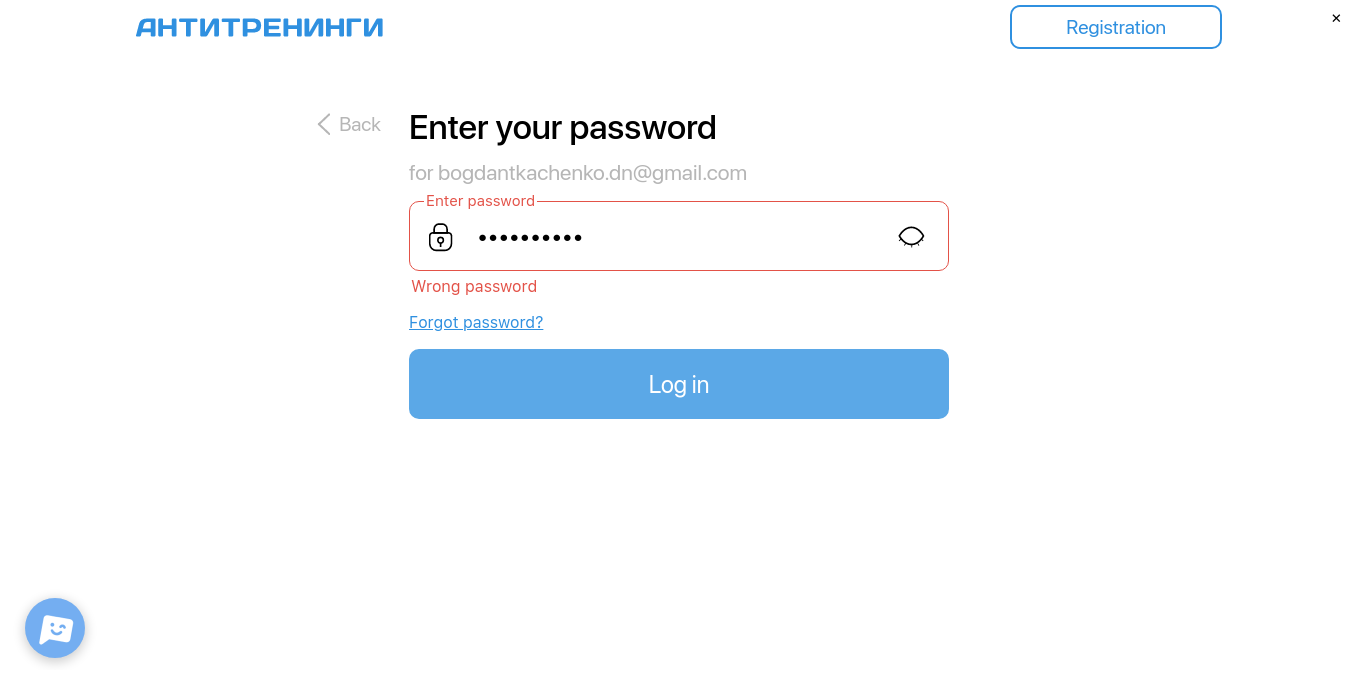 АНТИТРЕНИНГИ
Registration
×
Back
Enter your password
for bogdantkachenko.dn@gmail.com
Enter password
••••••••••
Wrong password
Forgot password?
Log in